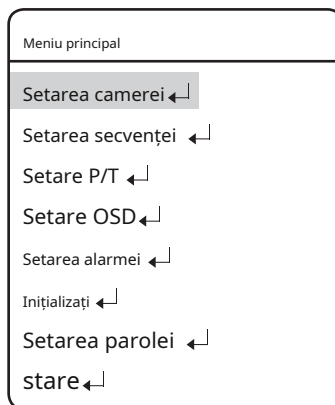 Meniu principal
Setarea camerei
Setarea secvenței
Setare P/T
Setare OSD
Setarea alarmei
Inițializați
Setarea parolei
stare